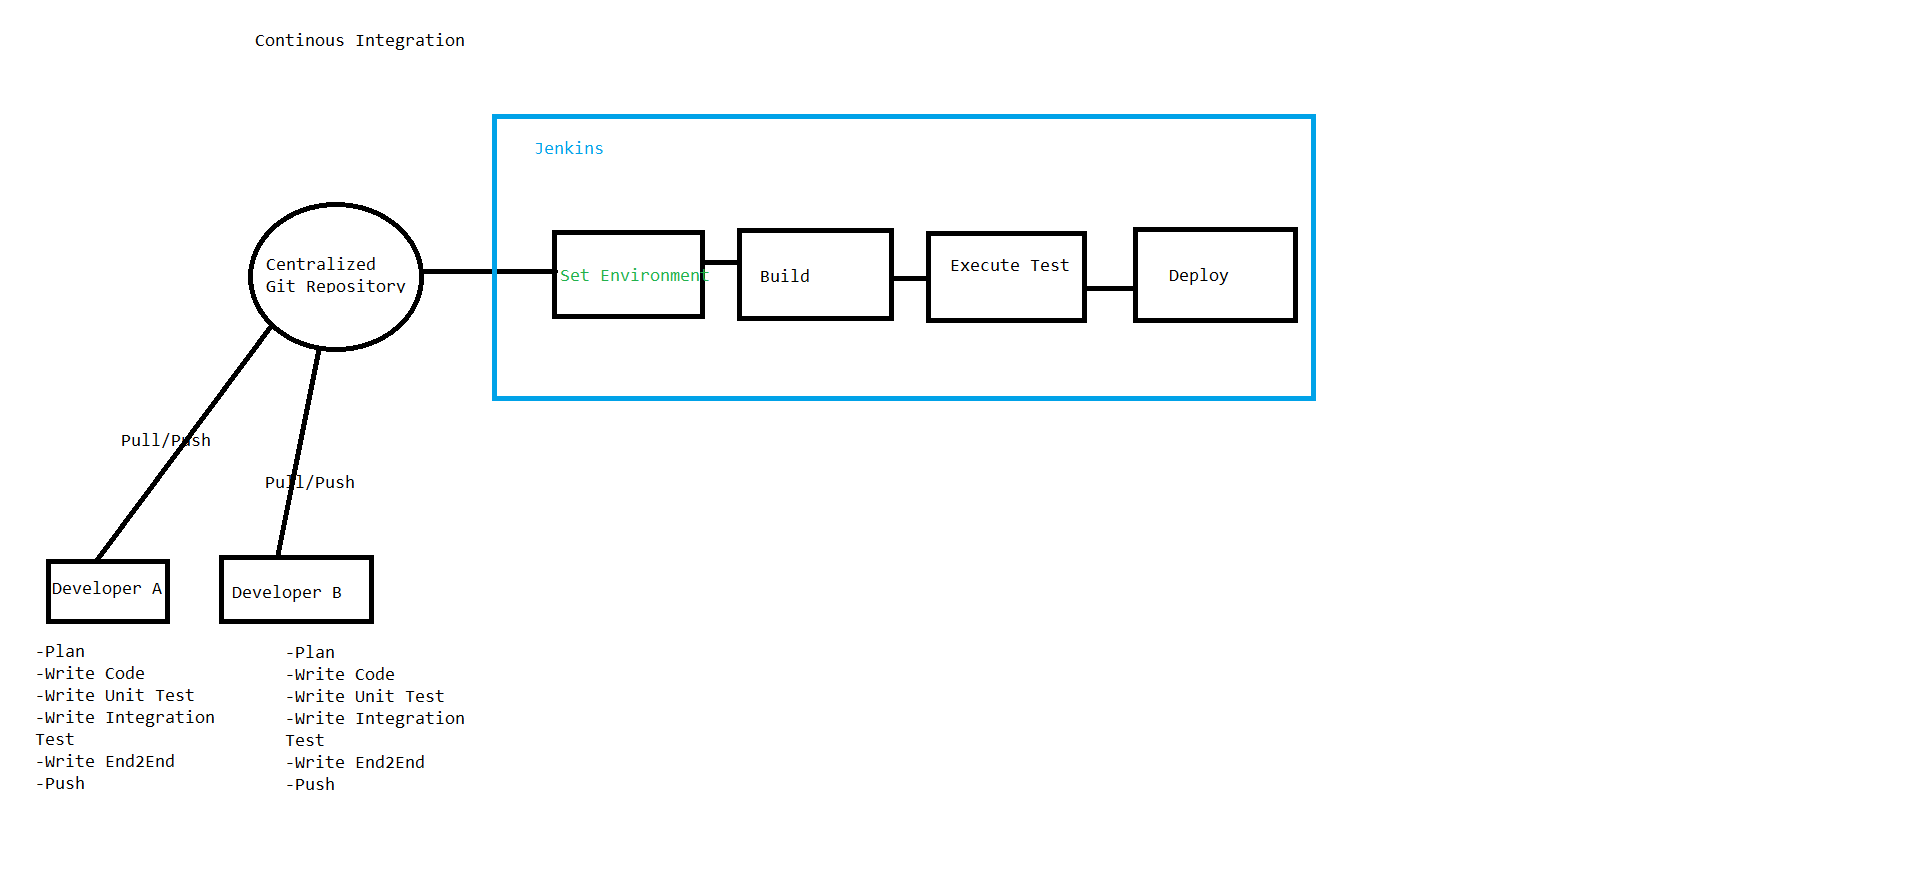 Continous Integration
Jenkins
Centralized
Git Repository
Set Environment
Build
Execute Test
Deploy
Pull/Push
Pull/Push
Developer A
Developer B
-Plan
-Write Code
-Write Unit Test
-Write Integration
Test
-Write End2End
-Push
-Plan
-Write Code
-Write Unit Test
-Write Integration
Test
-Write End2End
-Push